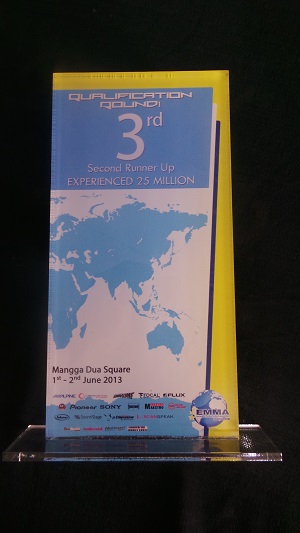 QUALIFICATION
ROUND:
3rd
Second Runner Up
EXPERIENCED 25 MILLION
Mangga Dua Square
1st - 2nd June 2013
ALPINE FOCAL EFLUX
Pioneer SONY
EMMA